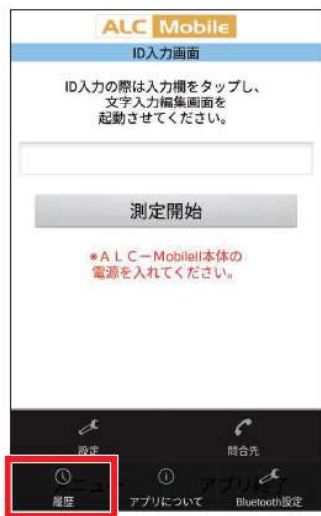 ALC Mobile
ID入力画面
ID入力の際は入力欄をタップし、
文字入力編集画面を
起動させてください。
測定開始
※ALC－MobileII本体の
電源を入れてください。
設定
問合先
履歴
アプリについて
Bluetooth設定